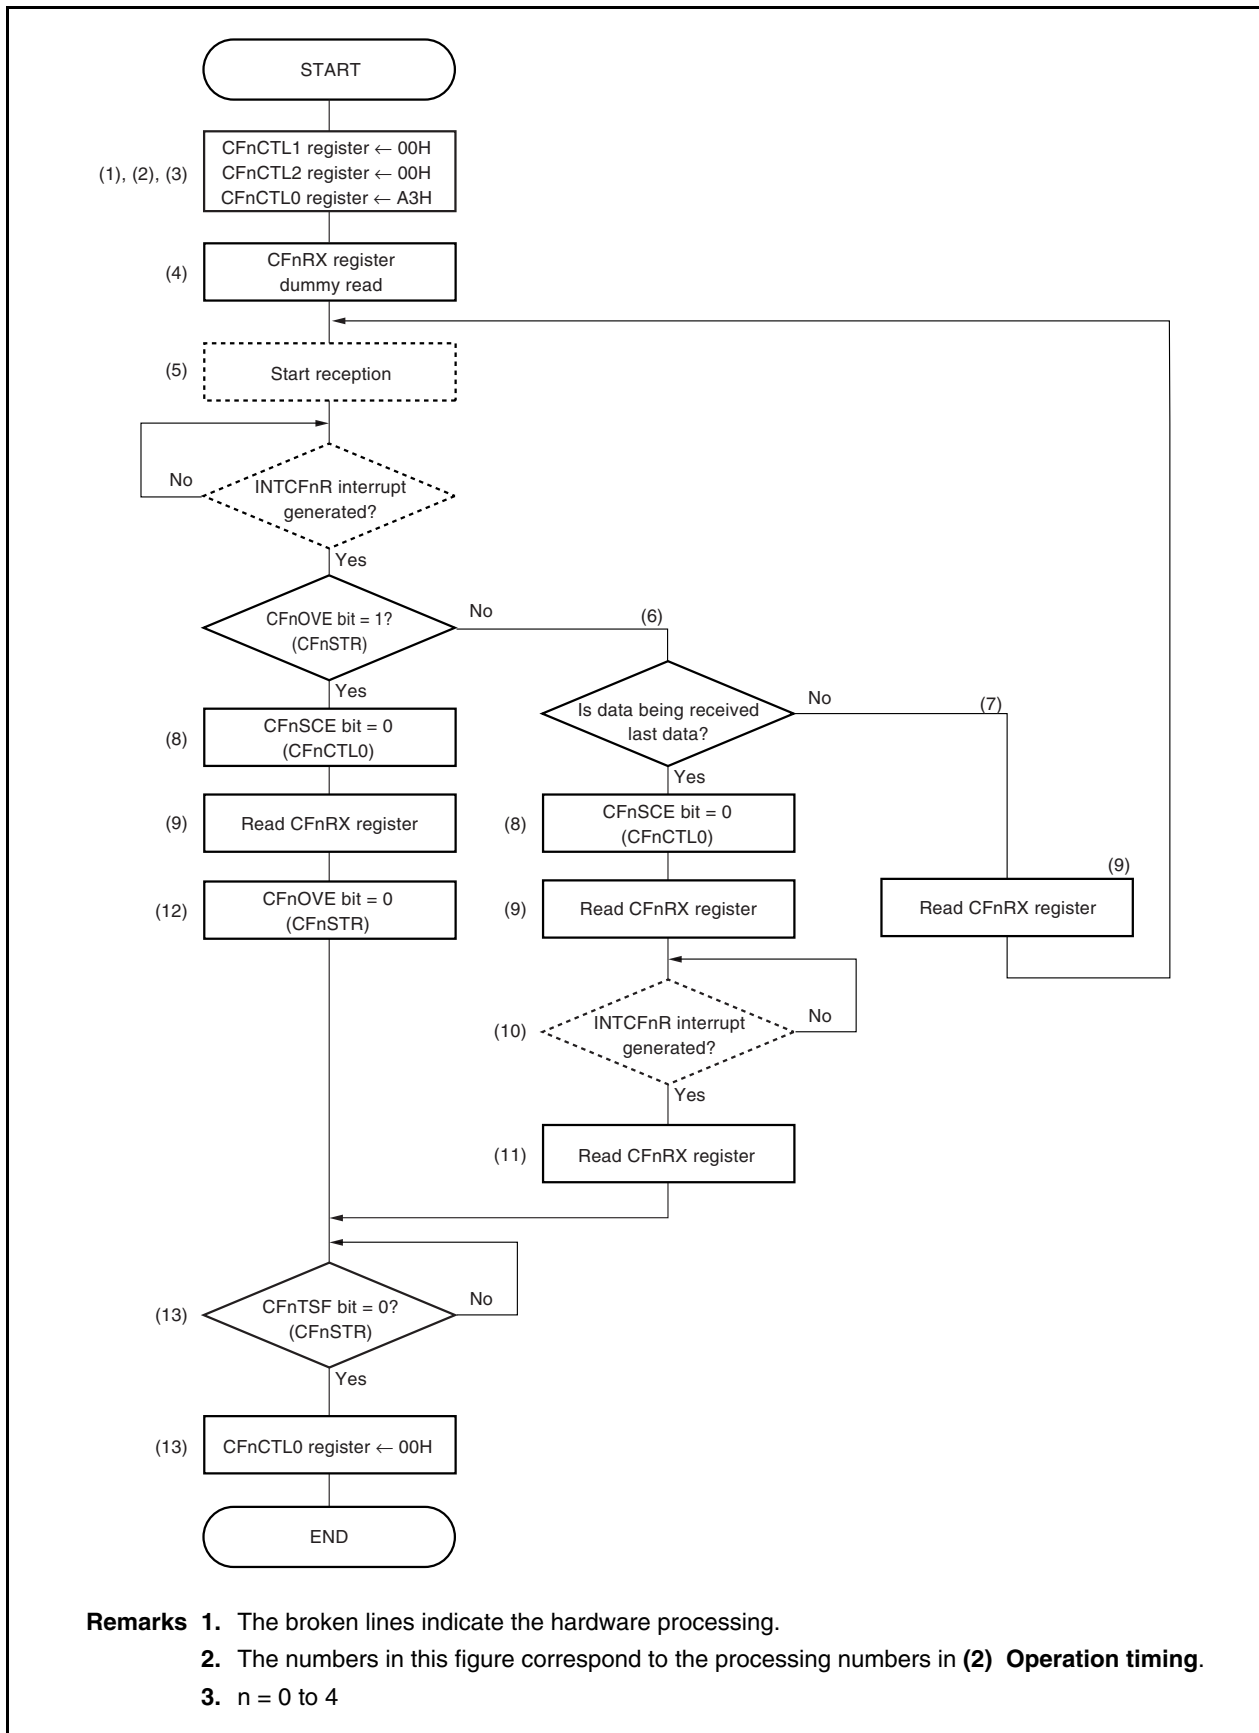 START
(1), (2), (3)
CFnCTL1 register ← 00H
CFnCTL2 register ← 00H
CFnCTL0 register ← A3H
(4)
CFnRX register
dummy read
(5)
Start reception
No
INTCFnR interrupt
generated?
Yes
CFnOVE bit = 1?
(CFnSTR)
No
(6)
Yes
Is data being received
last data?
No
(7)
Yes
(8)
CFnSCE bit = 0
(CFnCTL0)
(8)
CFnSCE bit = 0
(CFnCTL0)
(9)
Read CFnRX register
(9)
Read CFnRX register
(9)
Read CFnRX register
(12)
CFnOVE bit = 0
(CFnSTR)
(10)
INTCFnR interrupt
generated?
No
Yes
(11)
Read CFnRX register
(13)
CFnTSF bit = 0?
(CFnSTR)
No
Yes
(13)
CFnCTL0 register ← 00H
END
Remarks 1. The broken lines indicate the hardware processing.
2. The numbers in this figure correspond to the processing numbers in (2) Operation timing.
3. n = 0 to 4